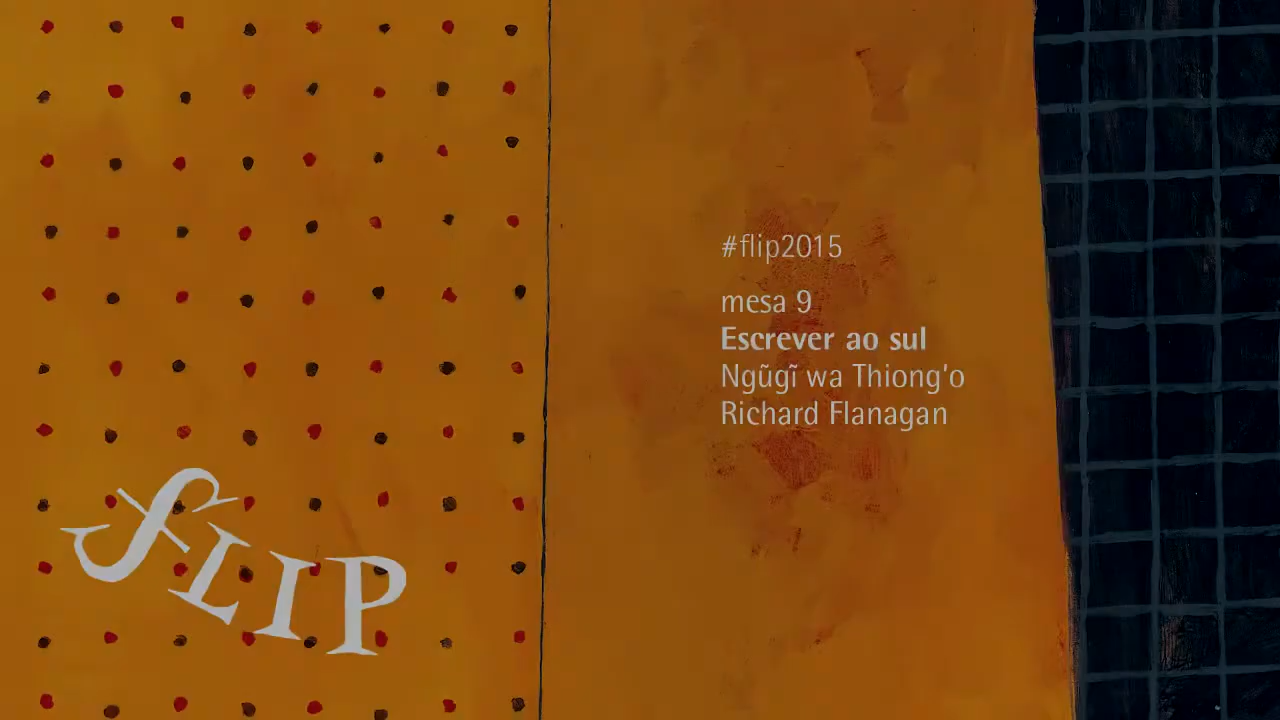 #flip2015
mesa 9
Escrever ao sul
Ngũgĩ wa Thiong'o
Richard Flanagan
fLIP